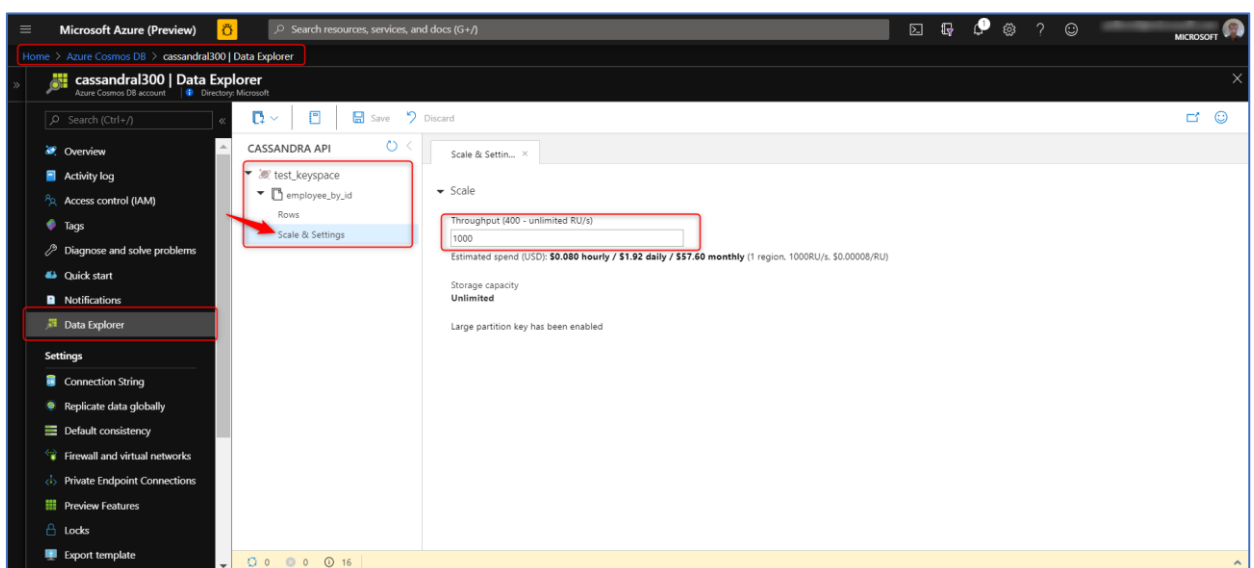 Microsoft Azure (Preview)
Search resources, services, and docs (G+/)
1
MICROSOFT
Home > Azure Cosmos DB > cassandral300 | Data Explorer
cassandral300 | Data Explorer
Azure Cosmos DB account
Directory: Microsoft
Search (Ctrl+/)
Overview
Activity log
Access control (IAM)
Tags
Diagnose and solve problems
Quick start
Notifications
Data Explorer
Settings
Connection String
Replicate data globally
Default consistency
Firewall and virtual networks
Private Endpoint Connections
Preview Features
Locks
Export template
Save
Discard
CASSANDRA API
test_keyspace
employee_by_id
Rows
Scale & Settings
Scale & Settin...
Scale
Throughput (400 - unlimited RU/s)
1000
Estimated spend (USD): $0.080 hourly / $1.92 daily / $57.60 monthly (1 region, 1000RU/s, $0.00008/RU)
Storage capacity
Unlimited
Large partition key has been enabled
0 0 16